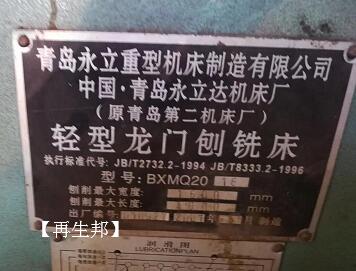 青岛永立重型机床制造有限公司
中国·青岛永立达机床厂
(原青岛第二机床厂)
轻型龙门刨铣床
执行标准代号: JB/T2732.2-1994 JB/T8333.2-1996
型号: BXMQ20
刨削最大宽度: mm
刨削最大长度: mm
出厂编号
【再生邦】
润滑图
LUBRICATIONPLAN